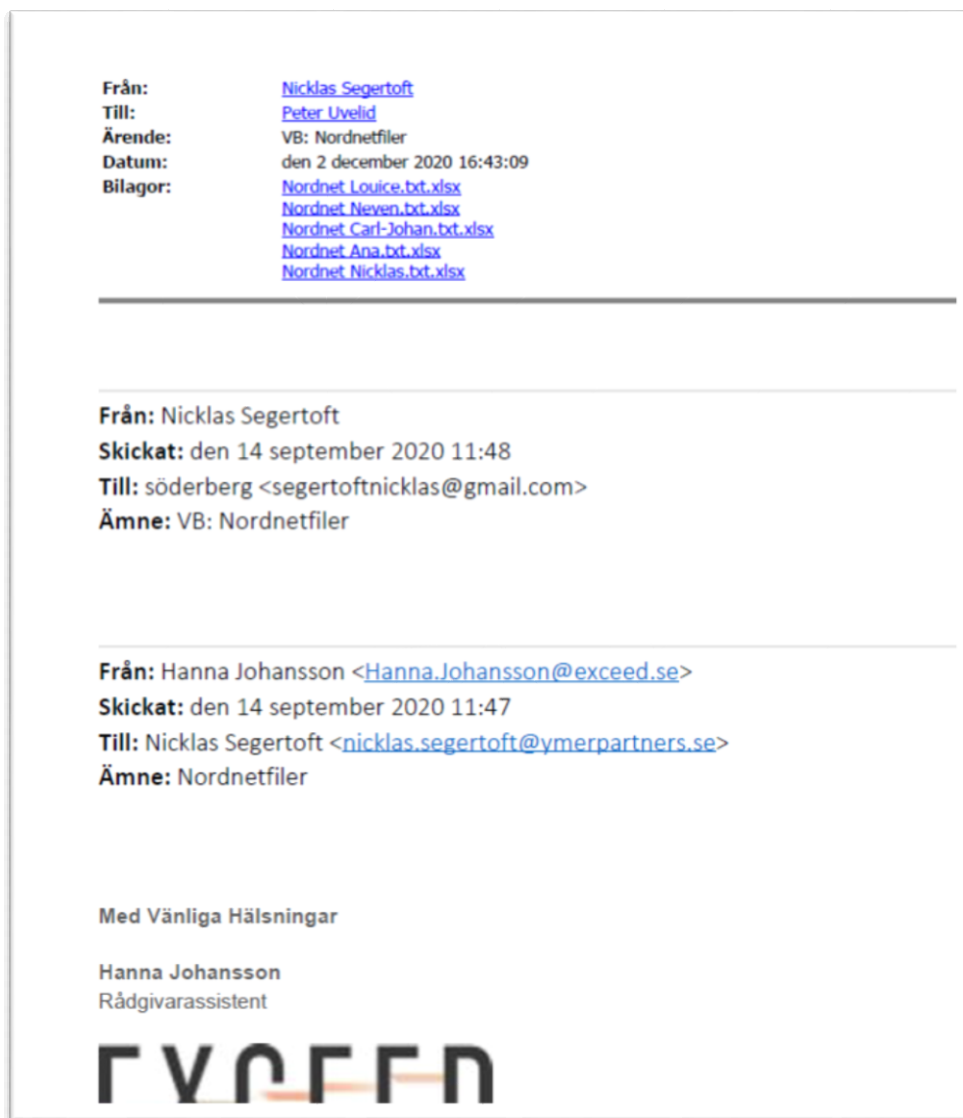 Från: Nicklas Segertoft
Till: Peter Uvelid
Ärende: VB: Nordnetfiler
Datum: den 2 december 2020 16:43:09
Bilagor: Nordnet Louice.txt.xlsx
Nordnet Neven.txt.xlsx
Nordnet Carl-Johan.txt.xlsx
Nordnet Ana.txt.xlsx
Nordnet Nicklas.txt.xlsx
Från: Nicklas Segertoft
Skickat: den 14 september 2020 11:48
Till: söderberg <segertoftnicklas@gmail.com>
Ämne: VB: Nordnetfiler
Från: Hanna Johansson <Hanna.Johansson@exceed.se>
Skickat: den 14 september 2020 11:47
Till: Nicklas Segertoft <nicklas.segertoft@ymerpartners.se>
Ämne: Nordnetfiler
Med Vänliga Hälsningar
Hanna Johansson
Rådgivarassistent
EXCEED